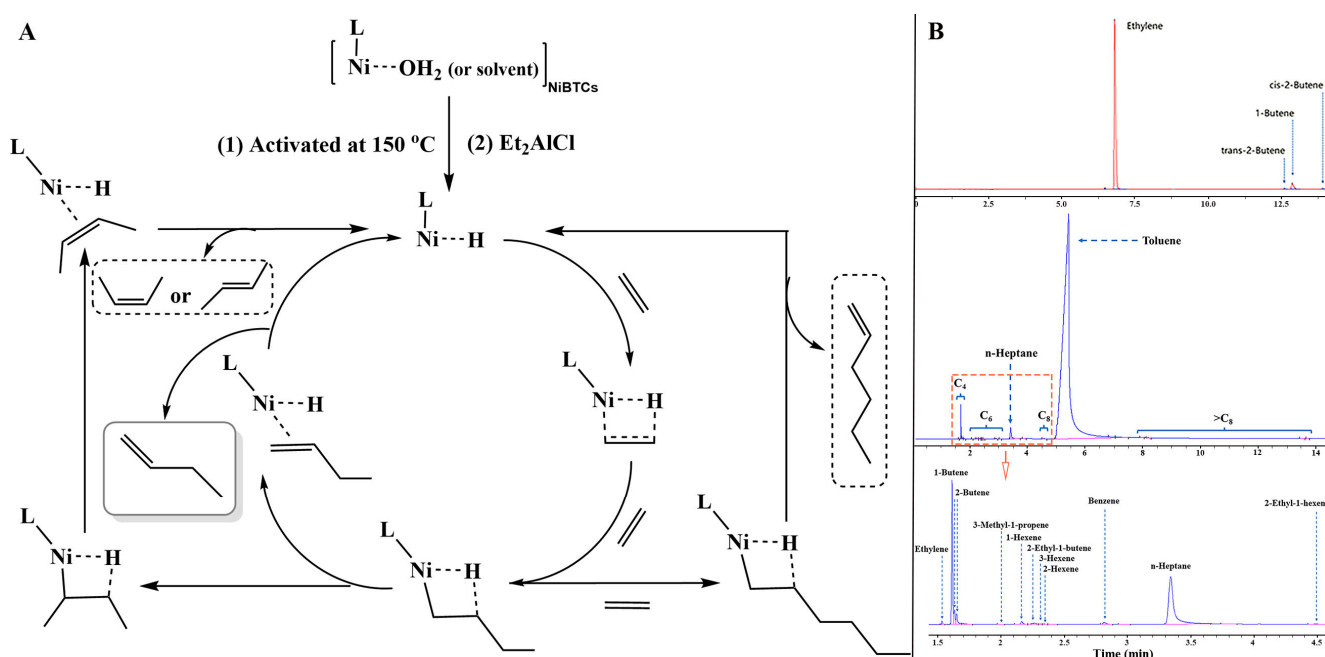 A
L
Ni
OH2 (or solvent)
NiBTCs
(1) Activated at 150 °C
(2) Et2AlCl
L
Ni
H
L
Ni
H
or
L
Ni
H
L
Ni
H
L
Ni
H
L
Ni
H
L
Ni
H
B
Ethylene
cis-2-Butene
1-Butene
trans-2-Butene
0 2.5 5.0 7.5 10.0 12.5
Toluene
n-Heptane
C4
C6
C8
>C8
2 4 6 8 10 12 14
1-Butene
2-Butene
Ethylene
3-Methyl-1-propene
1-Hexene
2-Ethyl-1-butene
3-Hexene
2-Hexene
Benzene
n-Heptane
2-Ethyl-1-hexen
1.5 2.0 2.5 3.0 3.5 4.0 4.5
Time (min)